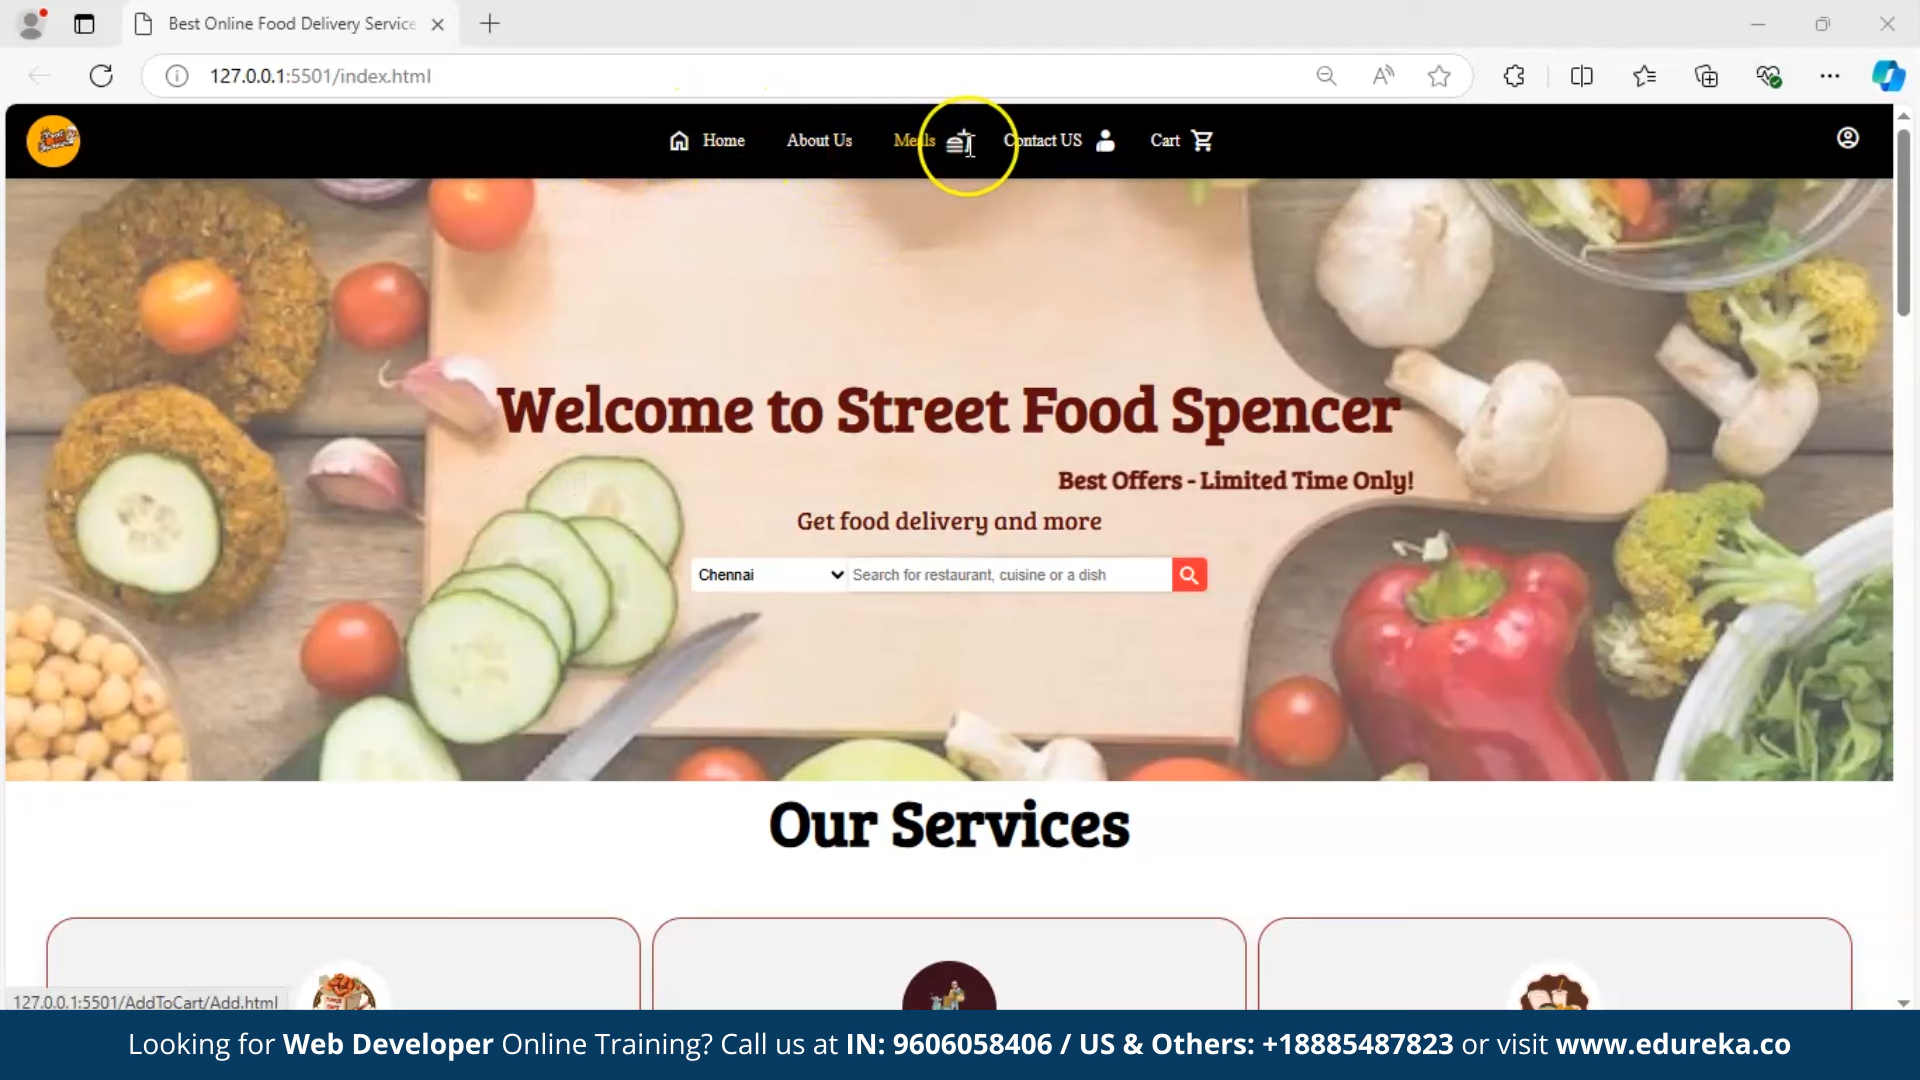 Best Online Food Delivery Service
127.0.0.1:5501/index.html
Home About Us Meals Contact US Cart
Welcome to Street Food Spencer
Best Offers - Limited Time Only!
Get food delivery and more
Chennai Search for restaurant, cuisine or a dish
Our Services
127.0.0.1:5501/AddToCart/Add.html
Looking for Web Developer Online Training? Call us at IN: 9606058406 / US & Others: +18885487823 or visit www.edureka.co